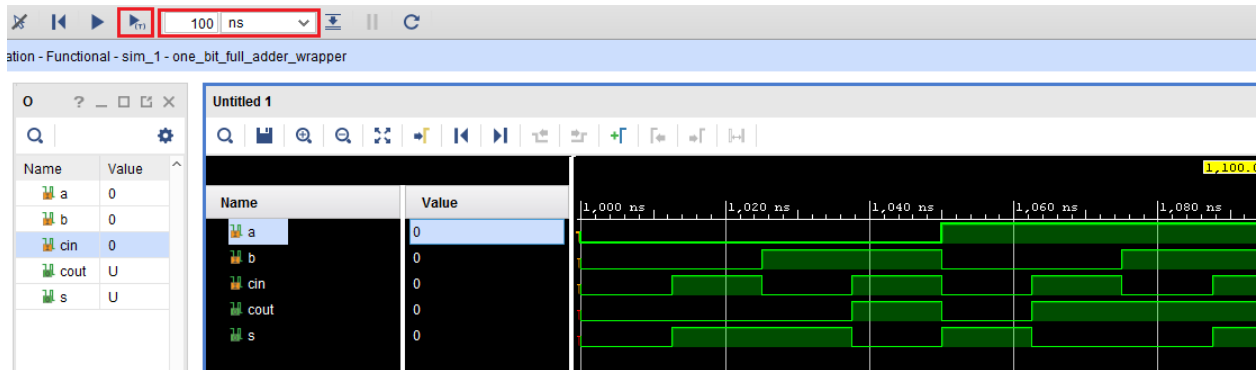 (T) 100 ns
ation - Functional - sim_1 - one_bit_full_adder_wrapper
O ? Untitled 1
Name Value
a 0
b 0
cin 0
cout U
s U
1,100.0
Name Value
1,000 ns 1,020 ns 1,040 ns 1,060 ns 1,080 ns
a 0
b 0
cin 0
cout 0
s 0